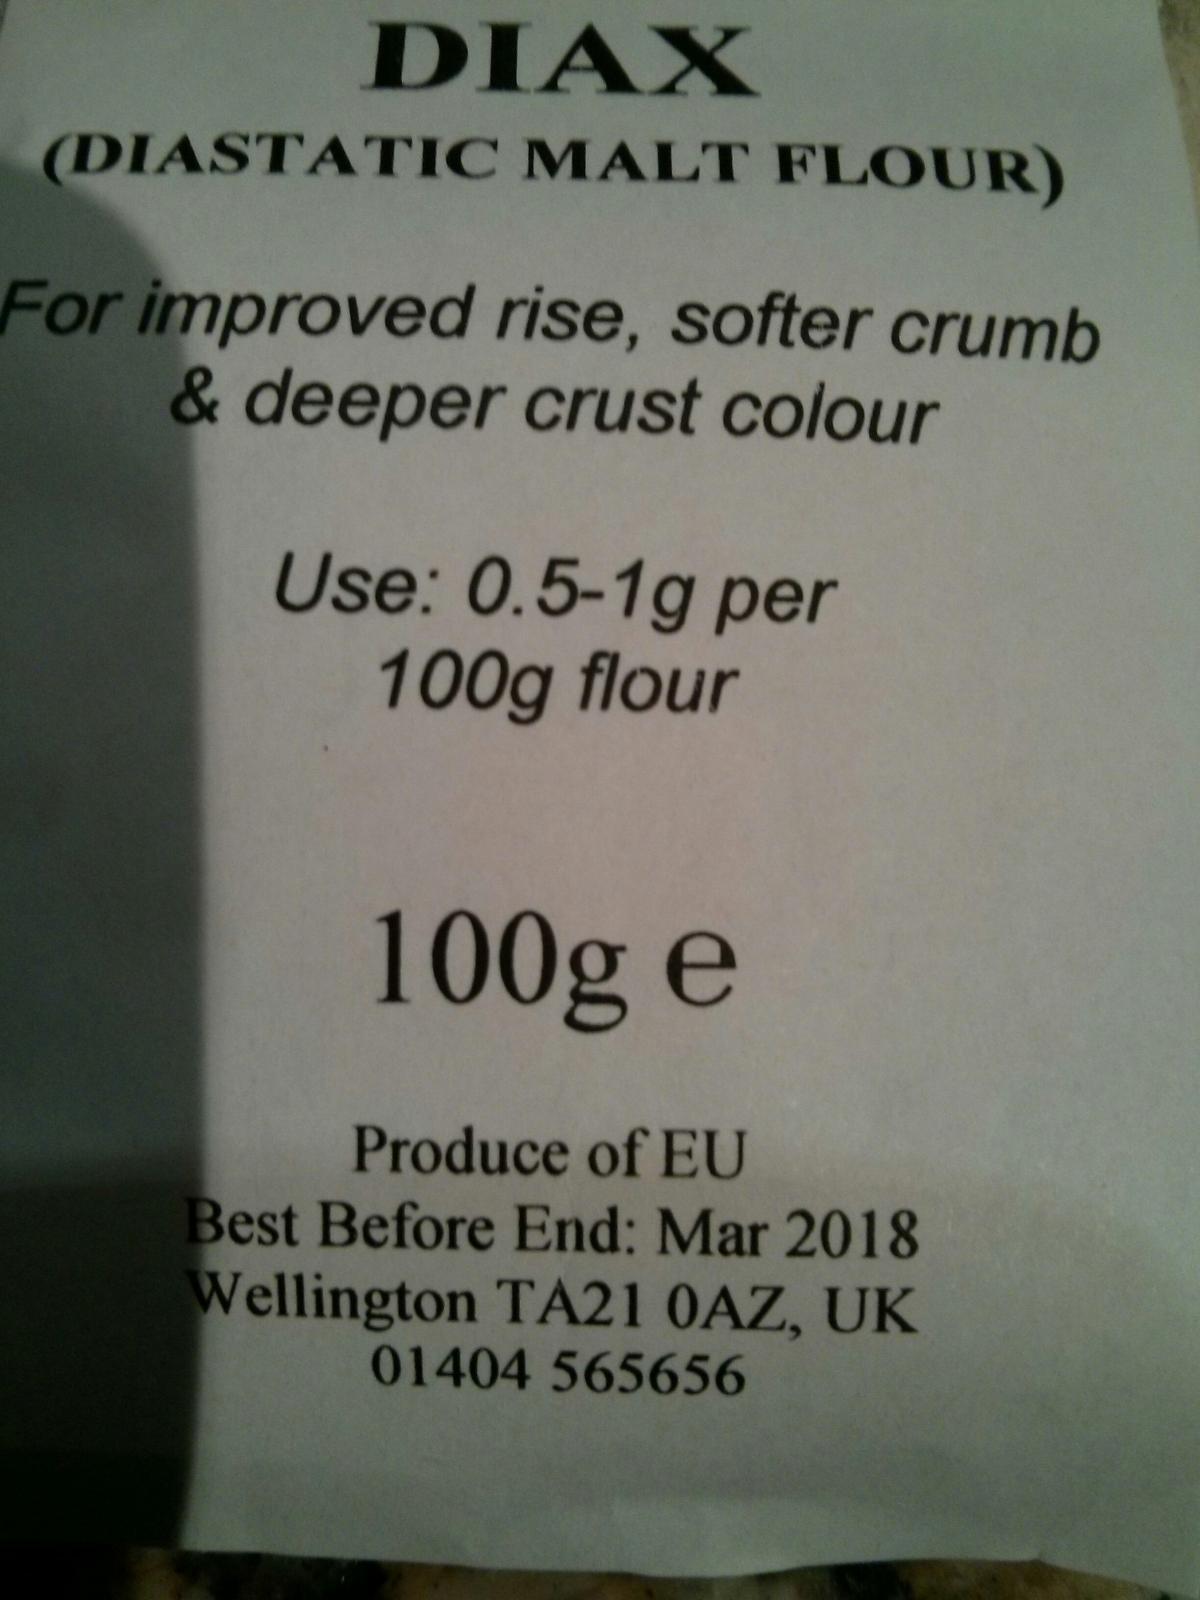 DIAX
(DIASTATIC MALT FLOUR)
For improved rise, softer crumb
& deeper crust colour
Use: 0.5-1g per
100g flour
100g e
Produce of EU
Best Before End: Mar 2018
Wellington TA21 0AZ, UK
01404 565656